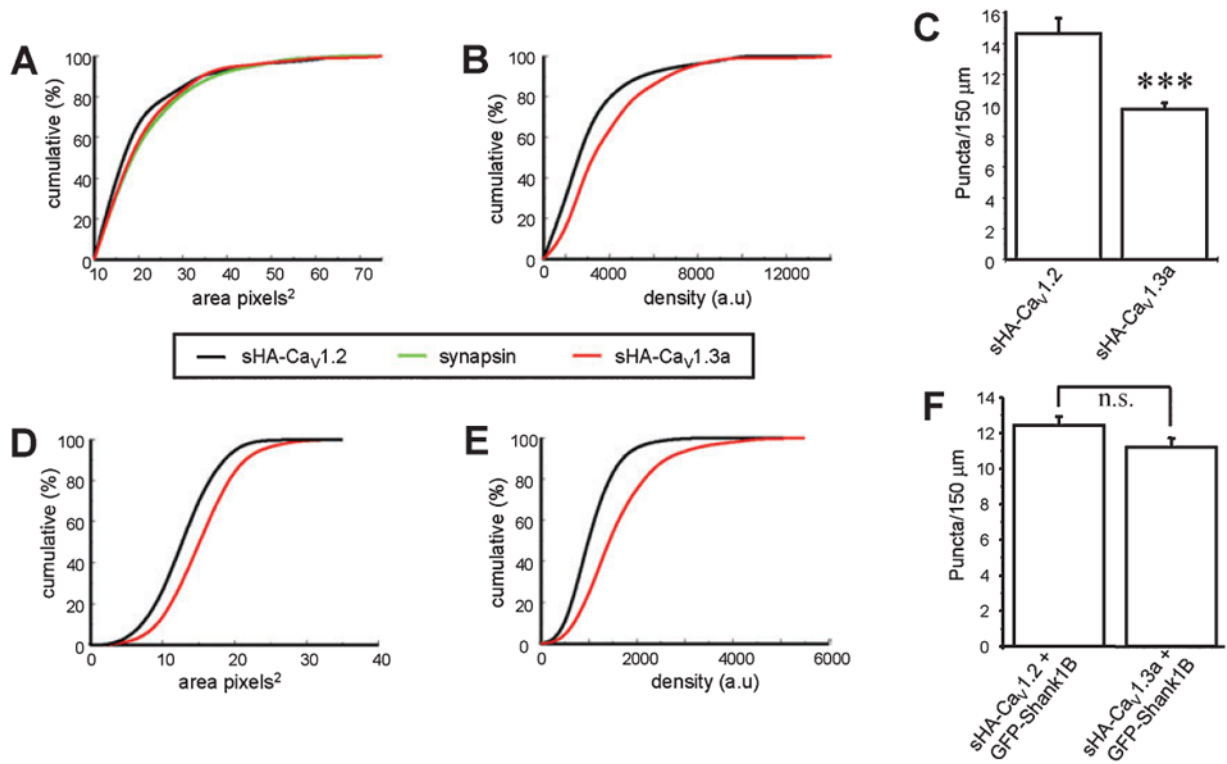 A
cumulative (%)
100
80
60
40
20
0
10 20 30 40 50 60 70
area pixels²
B
cumulative (%)
100
80
60
40
20
0
0 4000 8000 12000
density (a.u)
C
Puncta/150 µm
16
14
12
10
8
6
4
2
0
***
sHA-CaV1.2
sHA-CaV1.3a
sHA-CaV1.2 synapsin sHA-CaV1.3a
D
cumulative (%)
100
80
60
40
20
0
0 10 20 30 40
area pixels²
E
cumulative (%)
100
80
60
40
20
0
0 2000 4000 6000
density (a.u)
F
Puncta/150 µm
14
12
10
8
6
4
2
0
n.s.
sHA-CaV1.2 +
GFP-Shank1B
sHA-CaV1.3a +
GFP-Shank1B